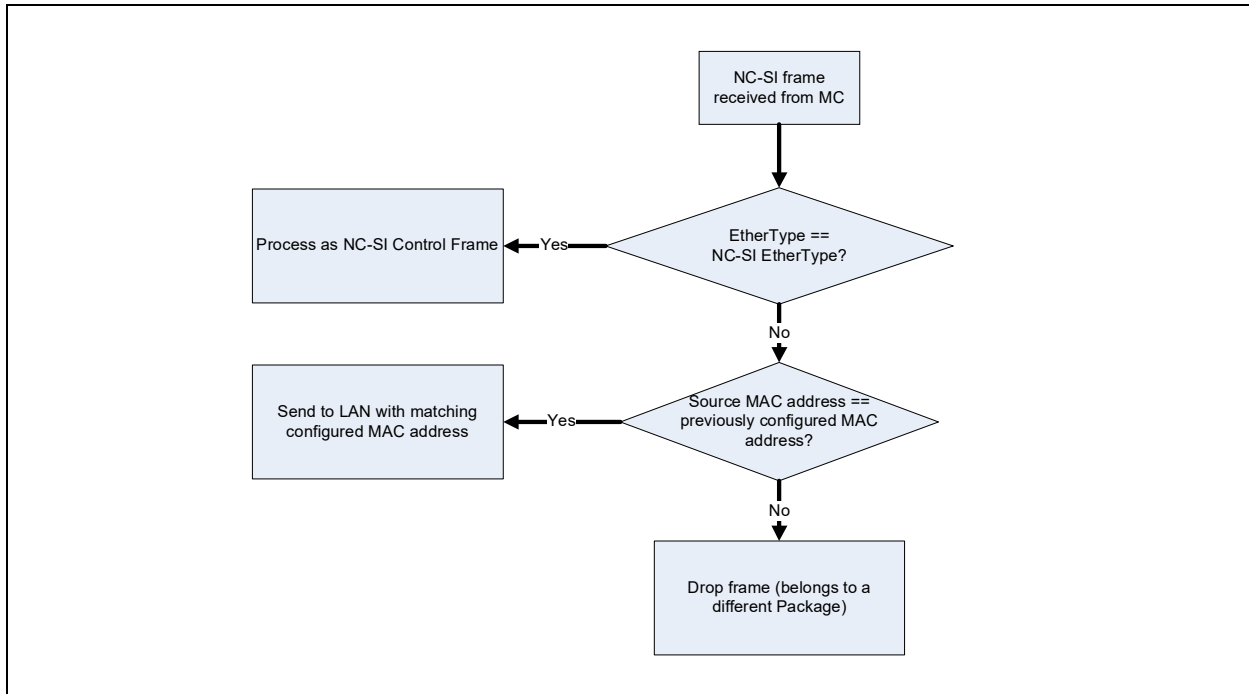 NC-SI frame
received from MC
EtherType ==
NC-SI EtherType?
Yes
Process as NC-SI Control Frame
No
Source MAC address ==
previously configured MAC
address?
Yes
Send to LAN with matching
configured MAC address
No
Drop frame (belongs to a
different Package)